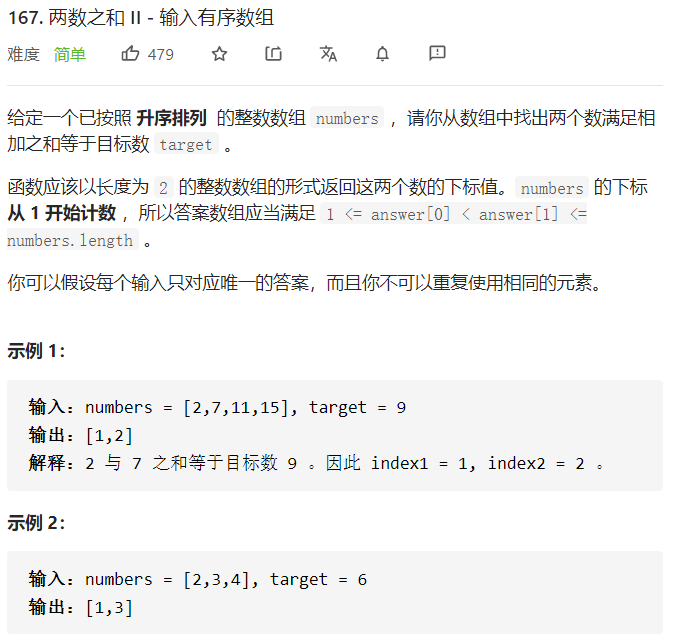 167. 两数之和 II - 输入有序数组
难度 简单 479
给定一个已按照 升序排列 的整数数组 numbers ，请你从数组中找出两个数满足相
加之和等于目标数 target 。
函数应该以长度为 2 的整数数组的形式返回这两个数的下标值。numbers 的下标
从 1 开始计数 ，所以答案数组应当满足 1 <= answer[0] < answer[1] <=
numbers.length 。
你可以假设每个输入只对应唯一的答案，而且你不可以重复使用相同的元素。
示例 1：
输入：numbers = [2,7,11,15], target = 9
输出：[1,2]
解释：2 与 7 之和等于目标数 9 。因此 index1 = 1, index2 = 2 。
示例 2：
输入：numbers = [2,3,4], target = 6
输出：[1,3]